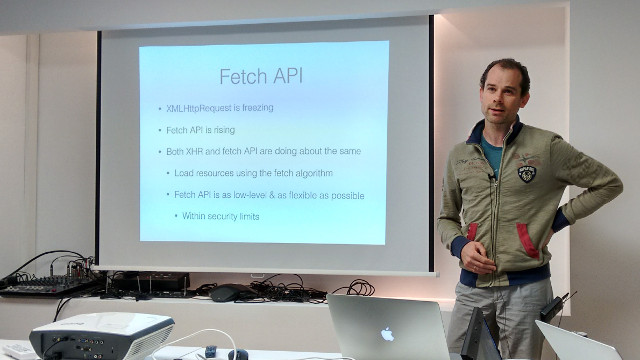 Fetch API
• XMLHttpRequest is freezing
• Fetch API is rising
• Both XHR and fetch API are doing about the same
• Load resources using the fetch algorithm
• Fetch API is as low-level & as flexible as possible
• Within security limits